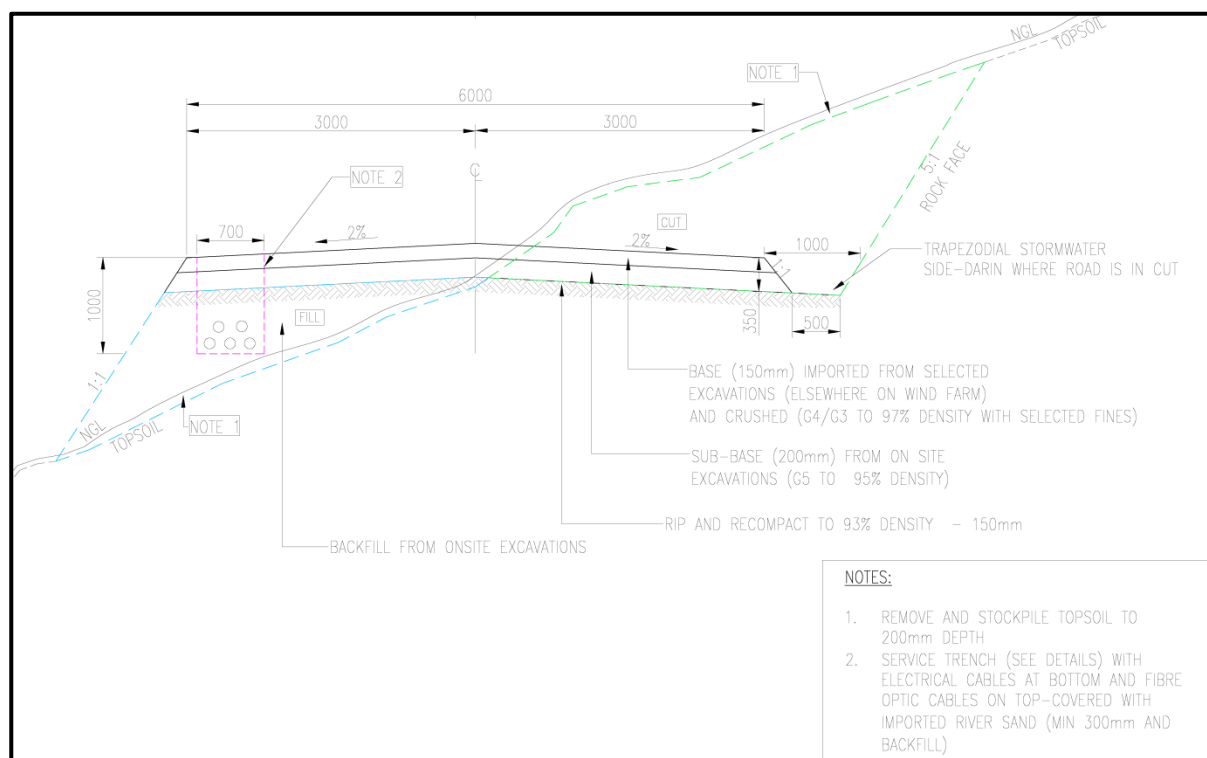 NGL
TOPSOIL
NOTE 1
6000
3000
3000
5:1
ROCK FACE
NOTE 2
℄
CUT
700
2%
2%
1000
1:1
TRAPEZODIAL STORMWATER
SIDE-DARIN WHERE ROAD IS IN CUT
1000
350
500
FILL
1:1
BASE (150mm) IMPORTED FROM SELECTED
EXCAVATIONS (ELSEWHERE ON WIND FARM)
AND CRUSHED (G4/G3 TO 97% DENSITY WITH SELECTED FINES)
NGL
TOPSOIL
NOTE 1
SUB-BASE (200mm) FROM ON SITE
EXCAVATIONS (G5 TO 95% DENSITY)
RIP AND RECOMPACT TO 93% DENSITY - 150mm
BACKFILL FROM ONSITE EXCAVATIONS
NOTES:
1. REMOVE AND STOCKPILE TOPSOIL TO
200mm DEPTH
2. SERVICE TRENCH (SEE DETAILS) WITH
ELECTRICAL CABLES AT BOTTOM AND FIBRE
OPTIC CABLES ON TOP-COVERED WITH
IMPORTED RIVER SAND (MIN 300mm AND
BACKFILL)